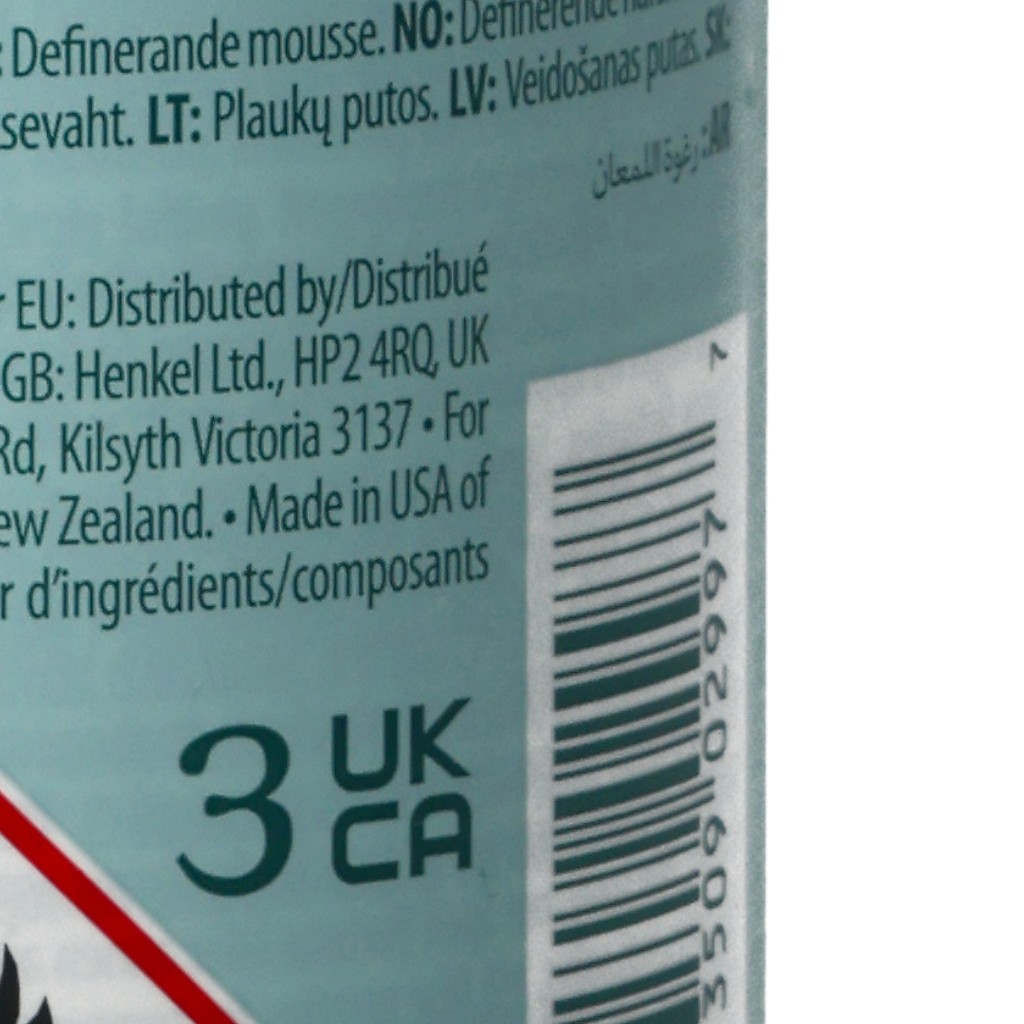 : Definerande mousse. NO: Definerende
sevaht. LT: Plaukų putos. LV: Veidošanas putas. SK:
AR: رغوة اللمعان
r EU: Distributed by/Distribué
GB: Henkel Ltd., HP2 4RQ, UK
Rd, Kilsyth Victoria 3137 • For
ew Zealand. • Made in USA of
r d’ingrédients/composants
3 UK
CA
3509 02997 7